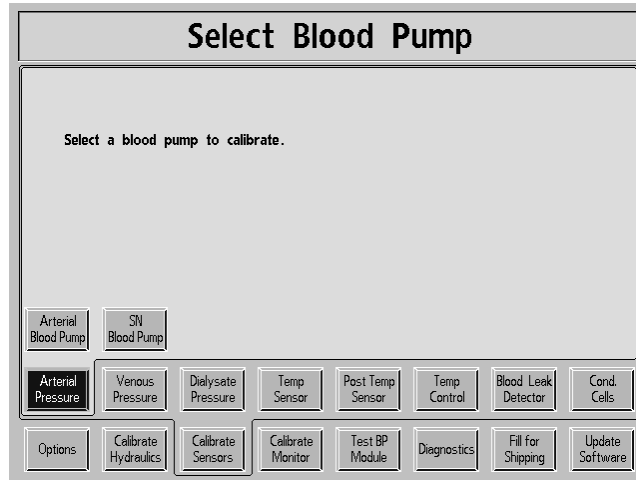 Select Blood Pump
Select a blood pump to calibrate.
Arterial
Blood Pump
SN
Blood Pump
Arterial
Pressure
Venous
Pressure
Dialysate
Pressure
Temp
Sensor
Post Temp
Sensor
Temp
Control
Blood Leak
Detector
Cond.
Cells
Options
Calibrate
Hydraulics
Calibrate
Sensors
Calibrate
Monitor
Test BP
Module
Diagnostics
Fill for
Shipping
Update
Software